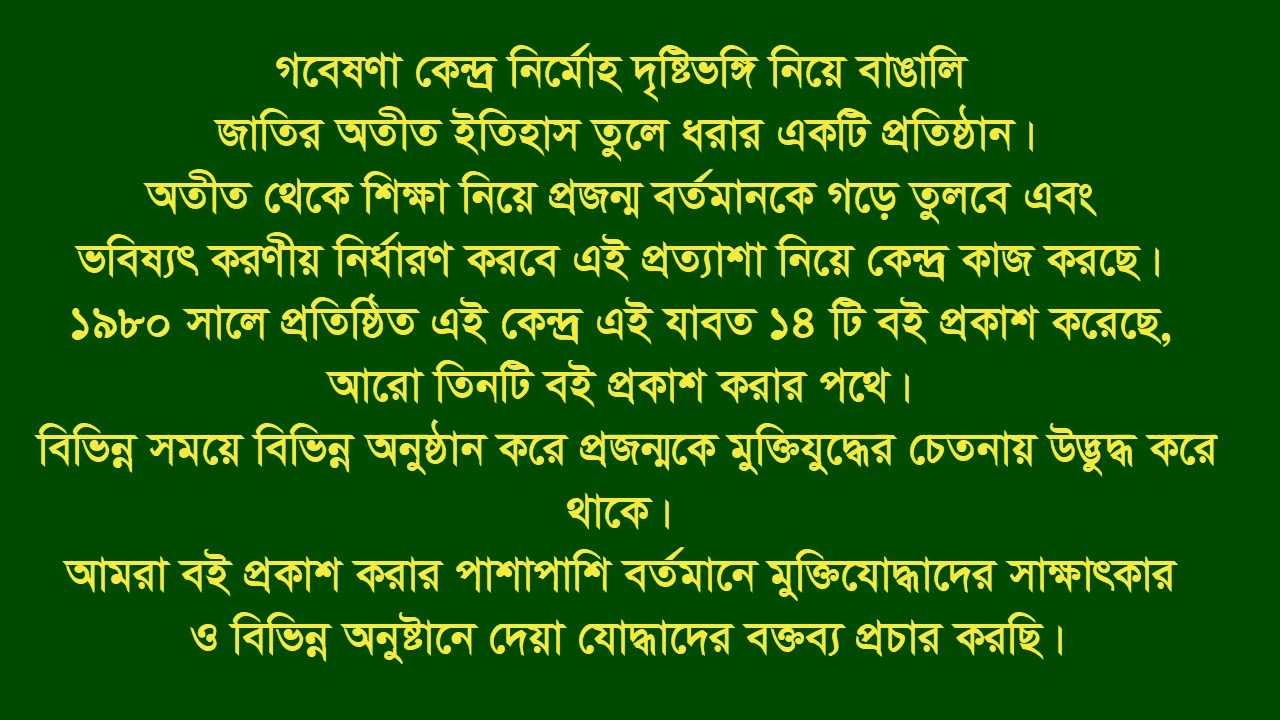 গবেষণা কেন্দ্র নির্মোহ দৃষ্টিভঙ্গি নিয়ে বাঙালি
জাতির অতীত ইতিহাস তুলে ধরার একটি প্রতিষ্ঠান।
অতীত থেকে শিক্ষা নিয়ে প্রজন্ম বর্তমানকে গড়ে তুলবে এবং
ভবিষ্যৎ করণীয় নির্ধারণ করবে এই প্রত্যাশা নিয়ে কেন্দ্র কাজ করছে।
১৯৮০ সালে প্রতিষ্ঠিত এই কেন্দ্র এই যাবত ১৪ টি বই প্রকাশ করেছে,
আরো তিনটি বই প্রকাশ করার পথে।
বিভিন্ন সময়ে বিভিন্ন অনুষ্ঠান করে প্রজন্মকে মুক্তিযুদ্ধের চেতনায় উদ্ভুদ্ধ করে
থাকে।
আমরা বই প্রকাশ করার পাশাপাশি বর্তমানে মুক্তিযোদ্ধাদের সাক্ষাৎকার
ও বিভিন্ন অনুষ্টানে দেয়া যোদ্ধাদের বক্তব্য প্রচার করছি।